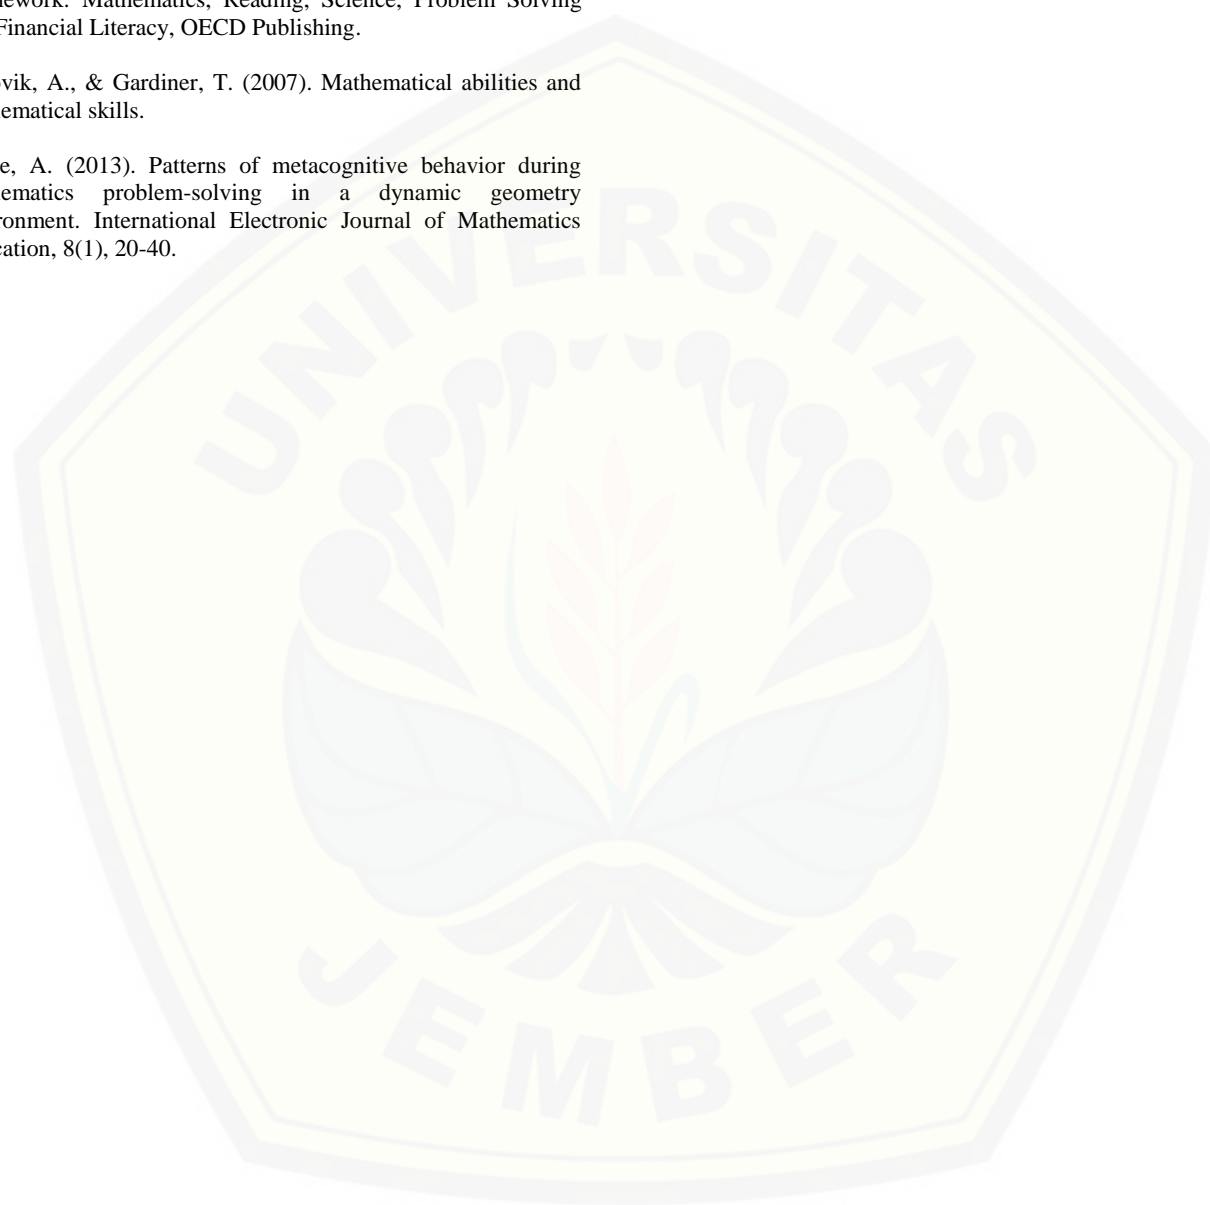 ework: Mathematics, Reading, Science, Problem Solving
Financial Literacy, OECD Publishing.
vik, A., & Gardiner, T. (2007). Mathematical abilities and
ematical skills.
e, A. (2013). Patterns of metacognitive behavior during
ematics problem-solving in a dynamic geometry
ronment. International Electronic Journal of Mathematics
cation, 8(1), 20-40.
UNIVERSITAS
JEMBER